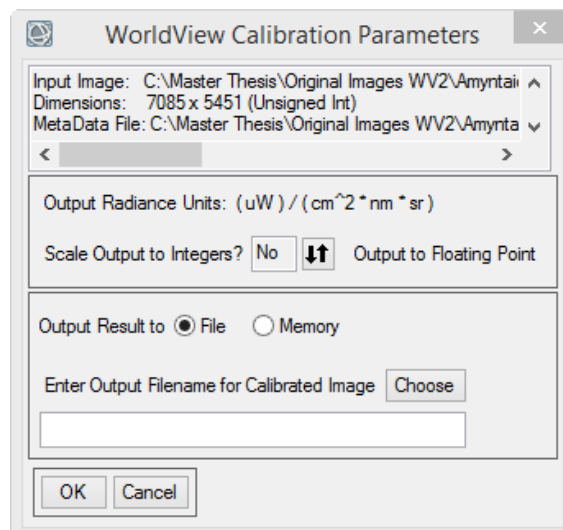 WorldView Calibration Parameters
Input Image: C:\Master Thesis\Original Images WV2\Amyntai
Dimensions: 7085 x 5451 (Unsigned Int)
MetaData File: C:\Master Thesis\Original Images WV2\Amynta
Output Radiance Units: (uW)/(cm^2*nm*sr)
Scale Output to Integers? No Output to Floating Point
Output Result to File Memory
Enter Output Filename for Calibrated Image Choose
OK Cancel